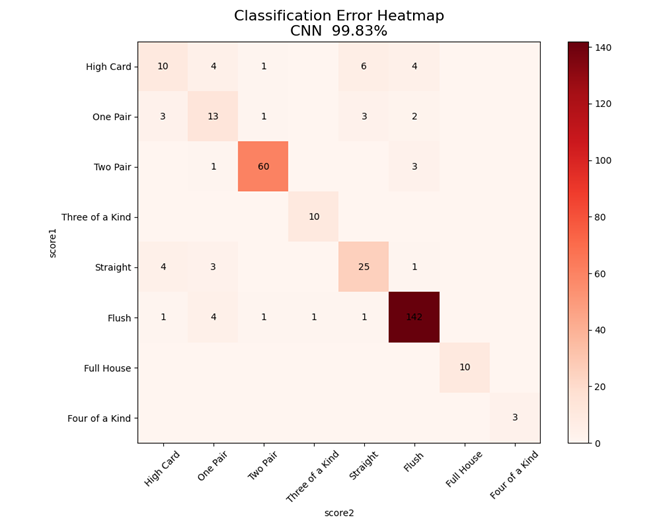 Classification Error Heatmap
CNN  99.83%
score1
High Card 10 4 1 6 4
One Pair 3 13 1 3 2
Two Pair 1 60 3
Three of a Kind 10
Straight 4 3 25 1
Flush 1 4 1 1 1 142
Full House 10
Four of a Kind 3
High Card
One Pair
Two Pair
Three of a Kind
Straight
Flush
Full House
Four of a Kind
score2
140
120
100
80
60
40
20
0